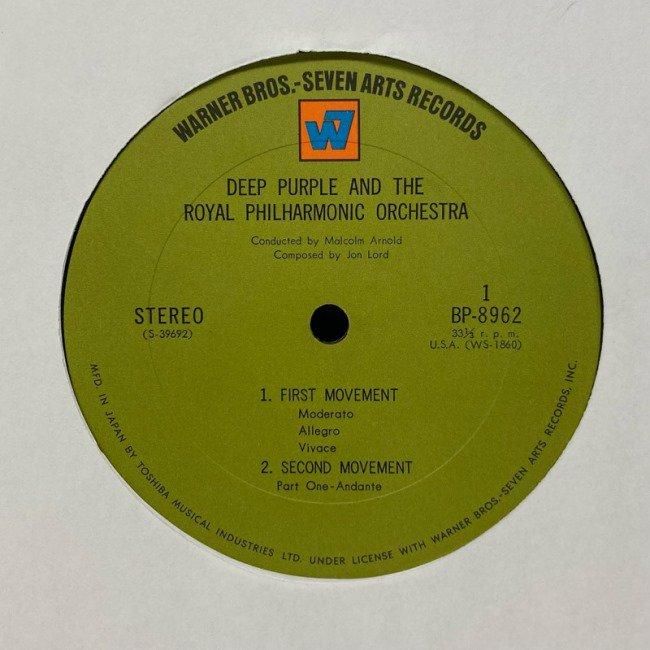 WARNER BROS.-SEVEN ARTS RECORDS
W7
DEEP PURPLE AND THE
ROYAL PHILHARMONIC ORCHESTRA
Conducted by Malcolm Arnold
Composed by Jon Lord
STEREO
(S-39692)
1
BP-8962
33⅓ r. p. m.
U.S.A. (WS-1860)
1. FIRST MOVEMENT
Moderato
Allegro
Vivace
2. SECOND MOVEMENT
Part One-Andante
MFD. IN JAPAN BY TOSHIBA MUSICAL INDUSTRIES LTD. UNDER LICENSE WITH WARNER BROS.-SEVEN ARTS RECORDS, INC.